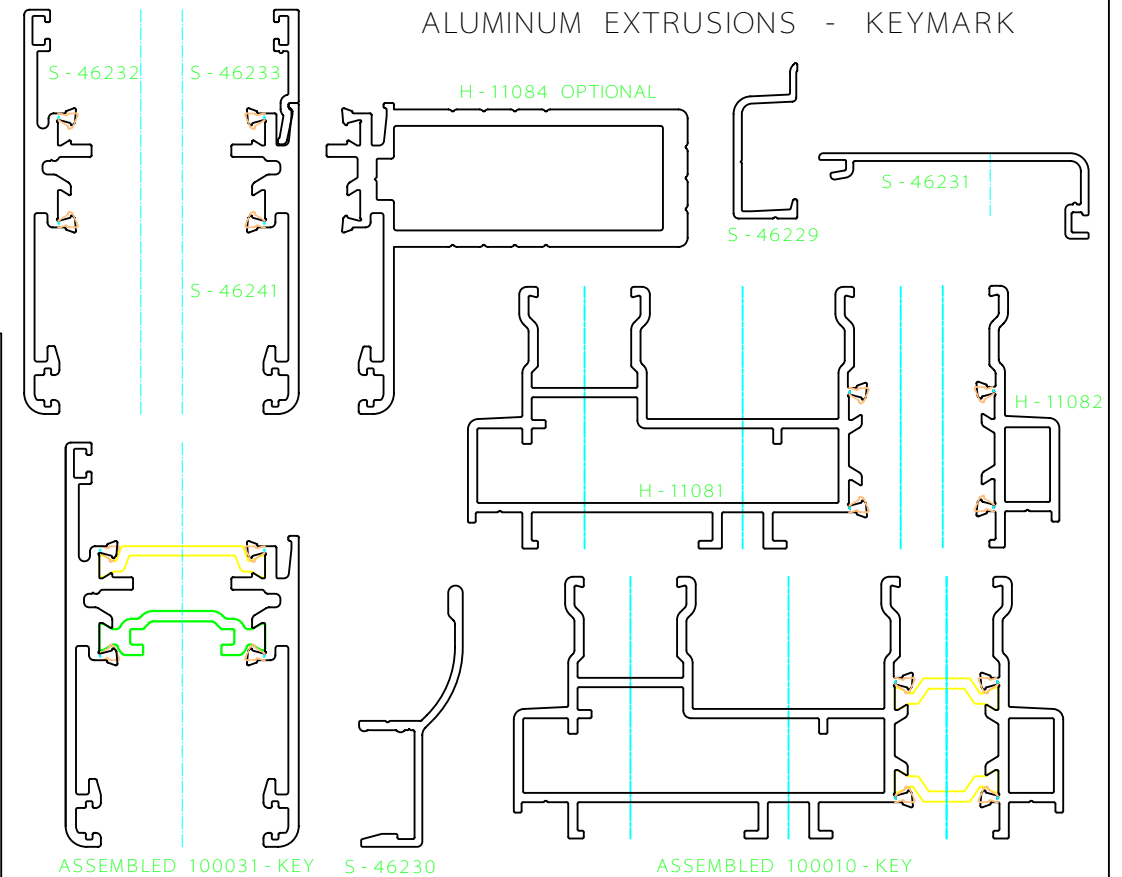 ALUMINUM EXTRUSIONS - KEYMARK
S-46232
S-46233
H-11084 OPTIONAL
S-46231
S-46229
S-46241
H-11082
H-11081
ASSEMBLED 100031-KEY
S-46230
ASSEMBLED 100010-KEY